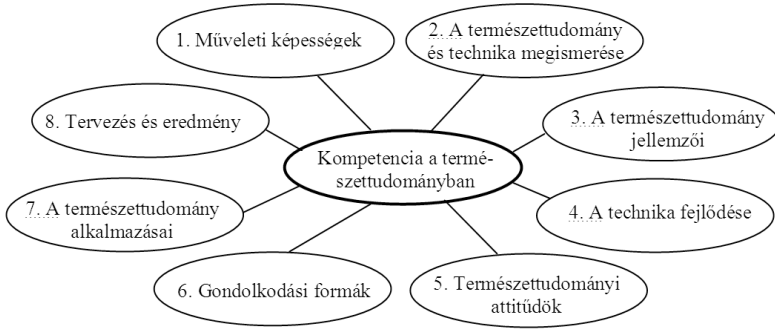 1. Műveleti képességek
2. A természettudomány
és technika megismerése
3. A természettudomány
jellemzői
4. A technika fejlődése
5. Természettudományi
attitűdök
6. Gondolkodási formák
7. A természettudomány
alkalmazásai
8. Tervezés és eredmény
Kompetencia a termé-
szettudományban